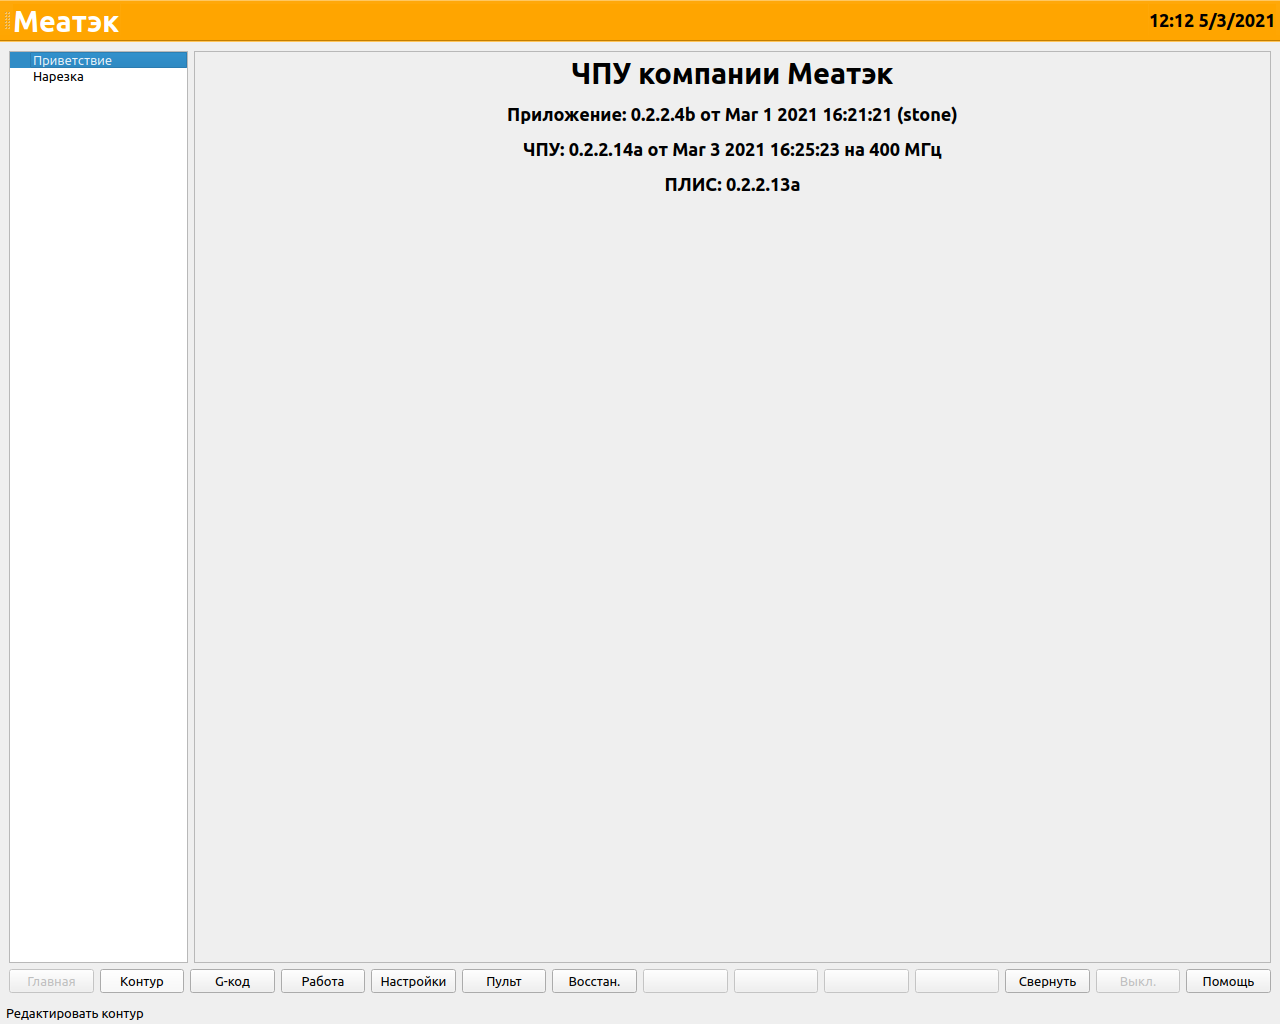 Меатэк
12:12 5/3/2021
Приветствие
Нарезка
ЧПУ компании Меатэк
Приложение: 0.2.2.4b от Mar 1 2021 16:21:21 (stone)
ЧПУ: 0.2.2.14a от Mar 3 2021 16:25:23 на 400 МГц
ПЛИС: 0.2.2.13a
Главная Контур G-код Работа Настройки Пульт Восстан. Свернуть Выкл. Помощь
Редактировать контур